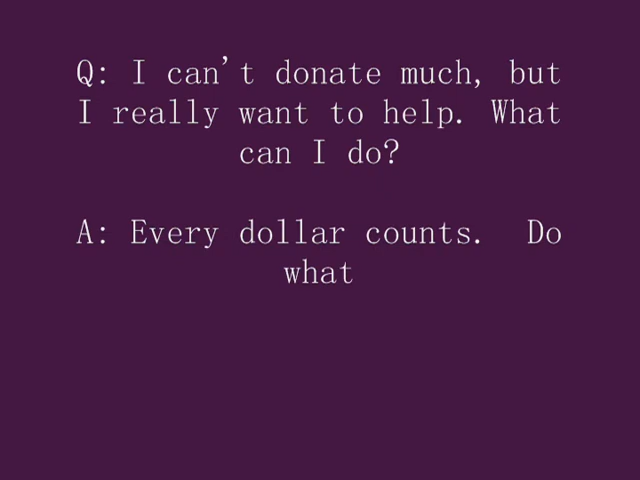 Q: I can't donate much, but
I really want to help. What
can I do?
A: Every dollar counts.  Do
what